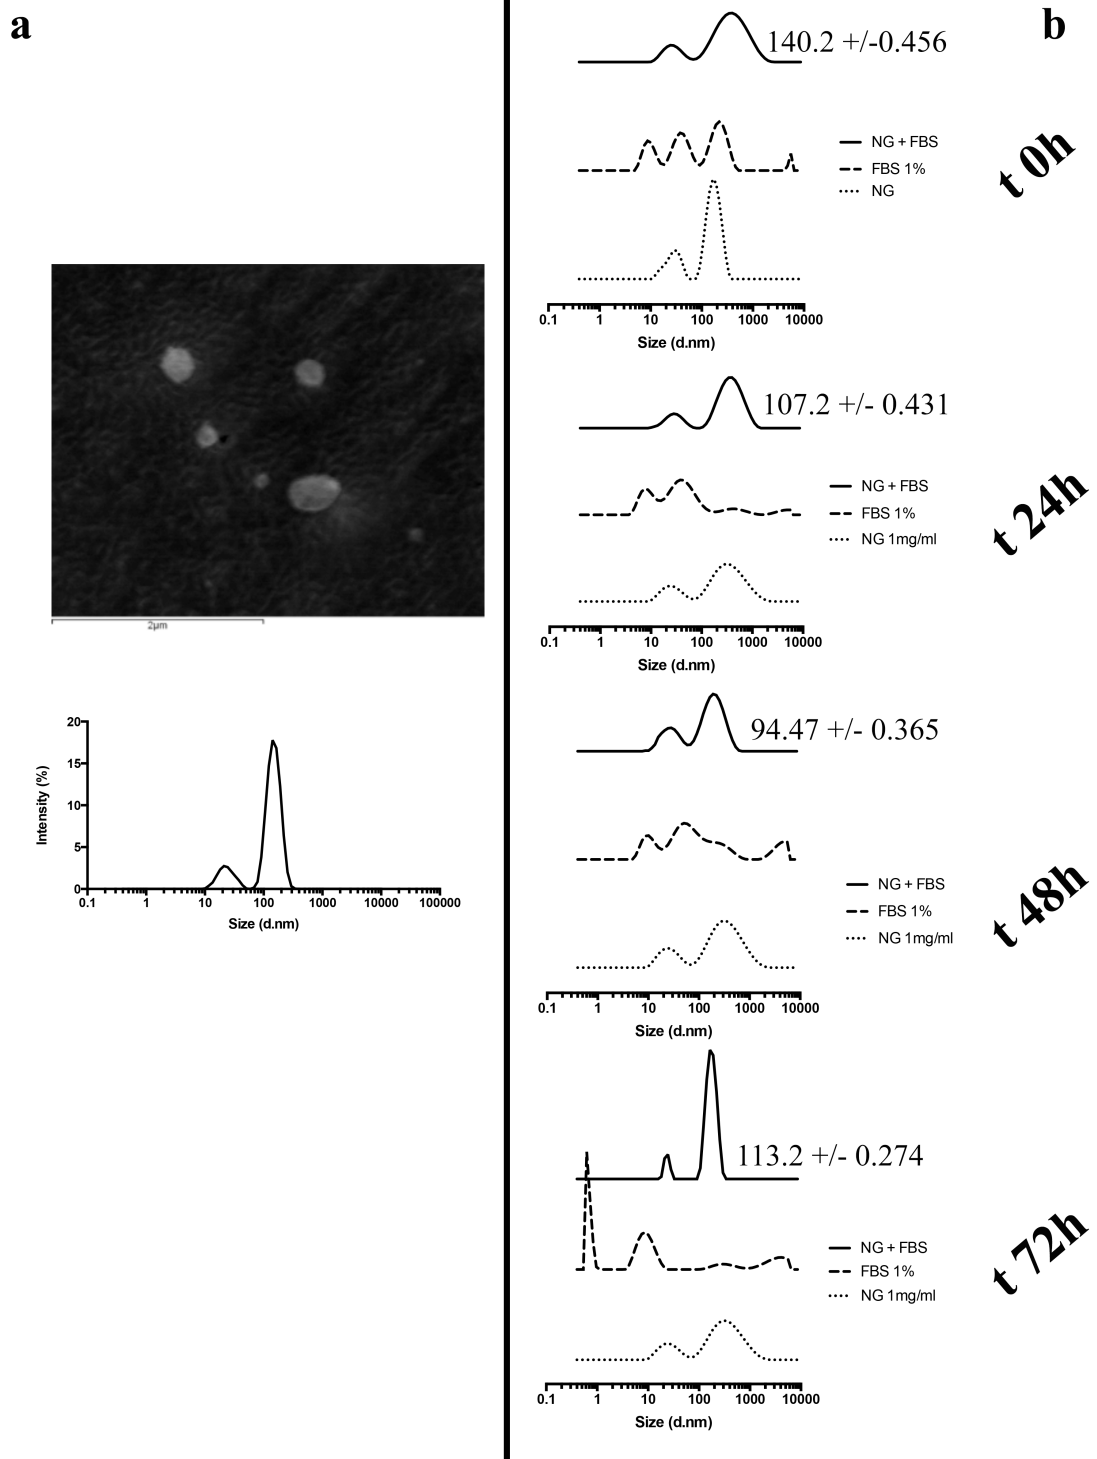 a
2µm
20
15
10
5
0
Intensity (%)
0.1 1 10 100 1000 10000 100000
Size (d.nm)
b
140.2 +/-0.456
NG + FBS
FBS 1%
NG
t 0h
0.1 1 10 100 1000 10000
Size (d.nm)
107.2 +/- 0.431
NG + FBS
FBS 1%
NG 1mg/ml
t 24h
0.1 1 10 100 1000 10000
Size (d.nm)
94.47 +/- 0.365
NG + FBS
FBS 1%
NG 1mg/ml
t 48h
0.1 1 10 100 1000 10000
Size (d.nm)
113.2 +/- 0.274
NG + FBS
FBS 1%
NG 1mg/ml
t 72h
0.1 1 10 100 1000 10000
Size (d.nm)